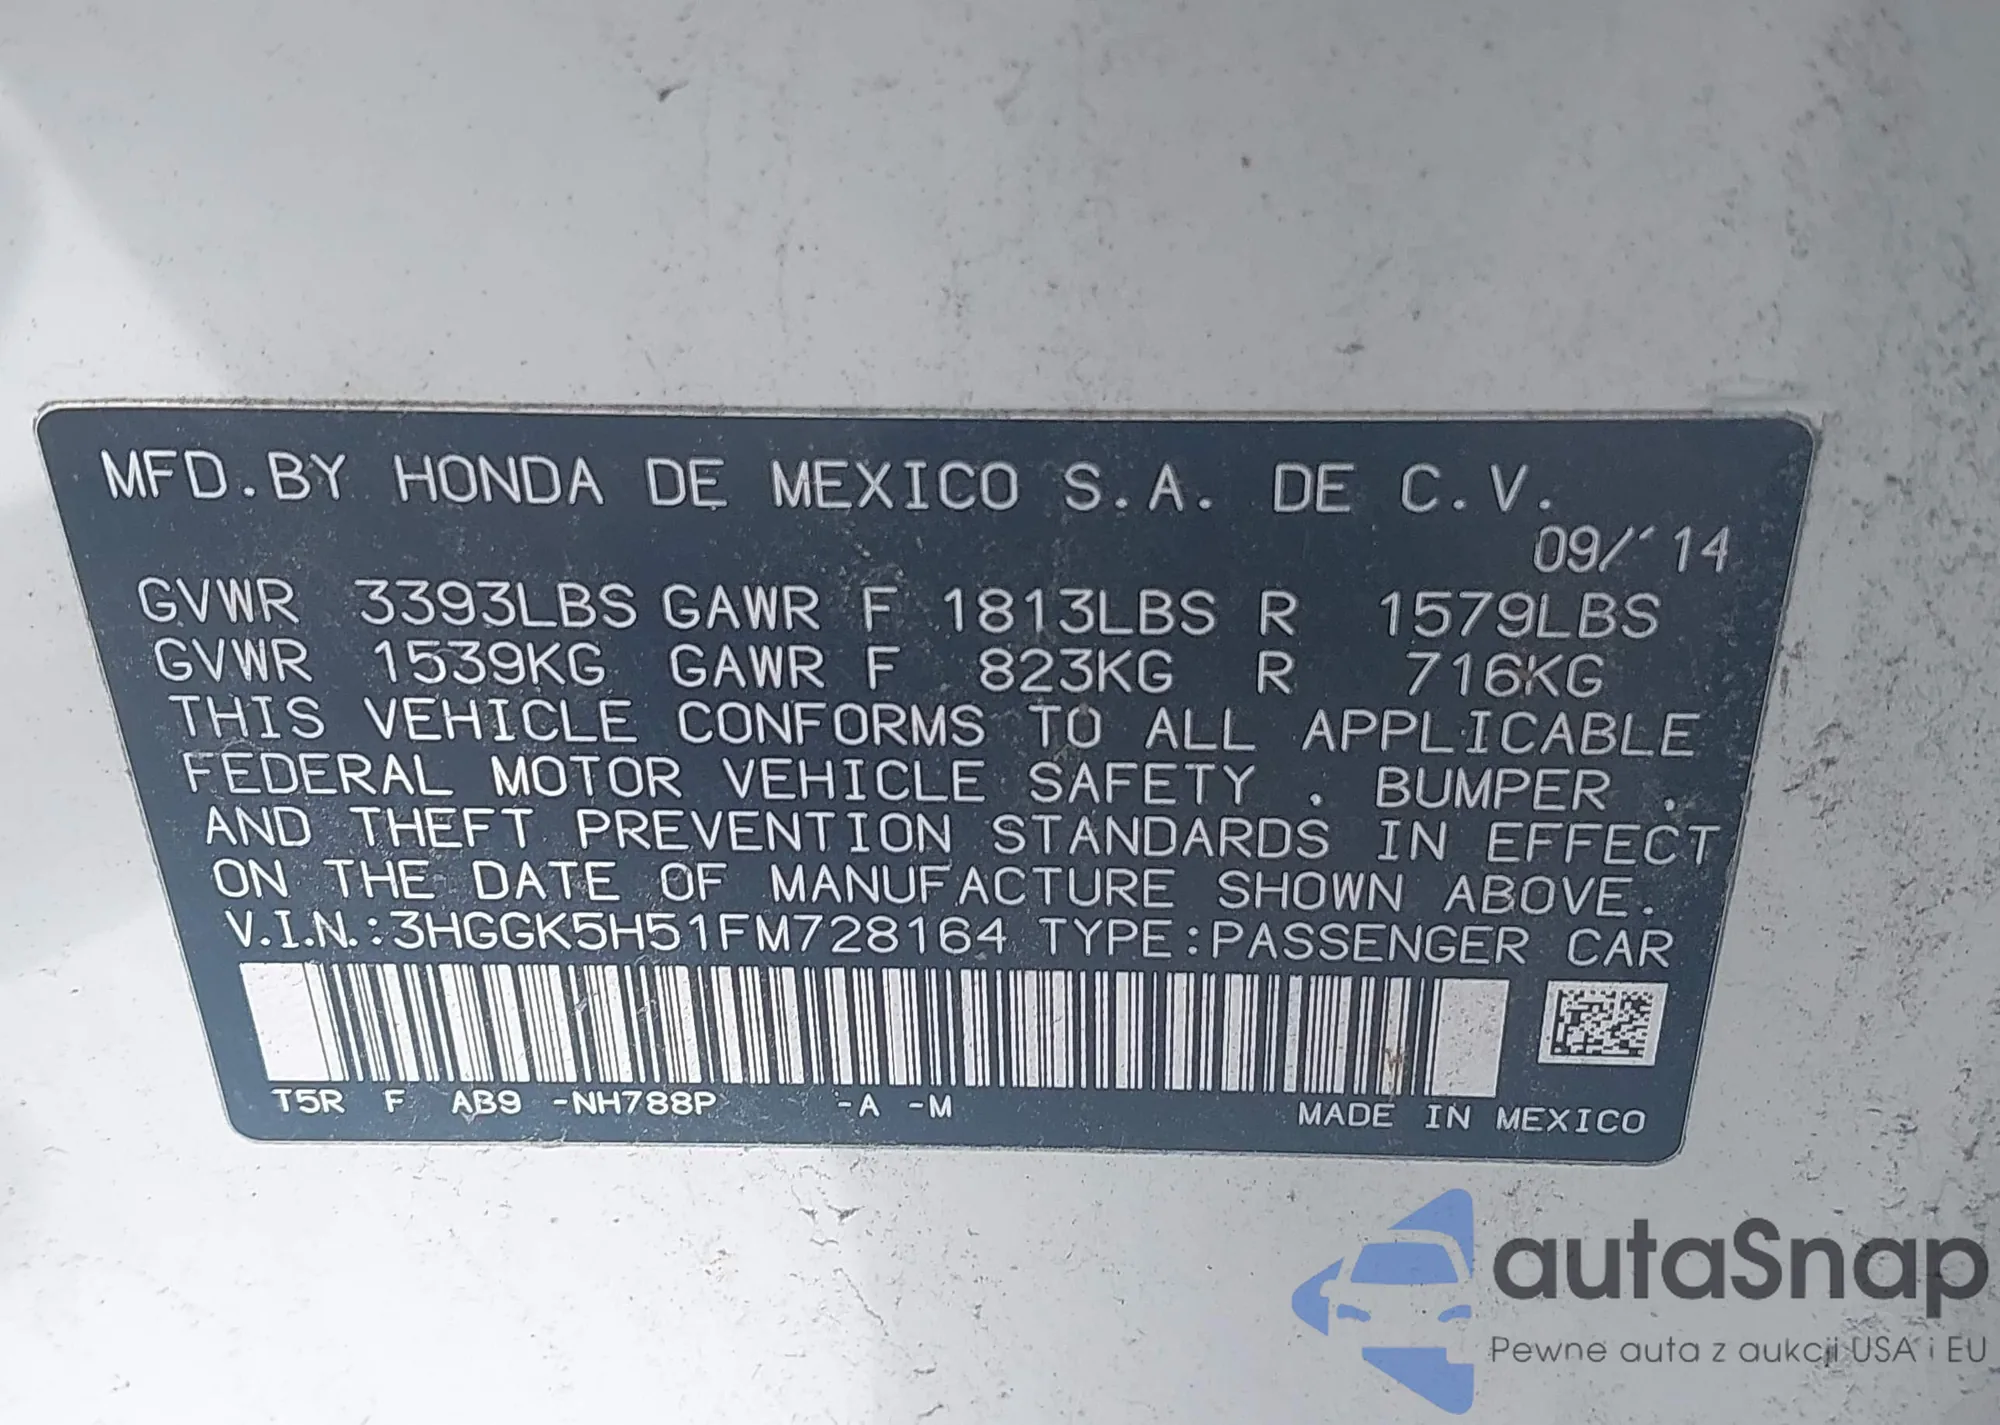 MFD.BY HONDA DE MEXICO S.A. DE C.V.
09/´14
GVWR 3393LBS GAWR F 1813LBS R 1579LBS
GVWR 1539KG GAWR F 823KG R 716KG
THIS VEHICLE CONFORMS TO ALL APPLICABLE
FEDERAL MOTOR VEHICLE SAFETY , BUMPER ,
AND THEFT PREVENTION STANDARDS IN EFFECT
ON THE DATE OF MANUFACTURE SHOWN ABOVE.
V.I.N.:3HGGK5H51FM728164 TYPE:PASSENGER CAR
T5R F AB9 -NH788P -A -M MADE IN MEXICO
autaSnap
Pewne auta z aukcji USA i EU